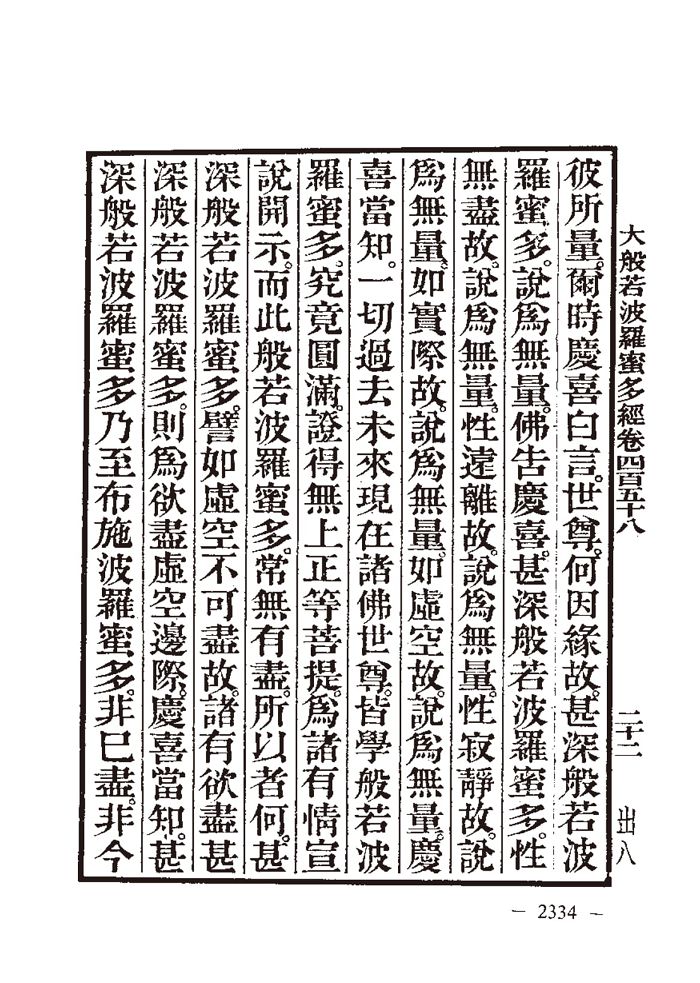 大般若波羅蜜多經卷四百五十八 二十二 出八
彼所量。爾時慶喜白言。世尊。何因緣故。甚深般若波
羅蜜多。說爲無量。佛告慶喜。甚深般若波羅蜜多。性
無盡故。說爲無量。性遠離故。說爲無量。性寂靜故。說
爲無量。如實際故。說爲無量。如虛空故。說爲無量。慶
喜當知。一切過去未來現在諸佛世尊。皆學般若波
羅蜜多。究竟圓滿。證得無上正等菩提。爲諸有情宣
說開示。而此般若波羅蜜多。常無有盡。所以者何。甚
深般若波羅蜜多。譬如虛空不可盡故。諸有欲盡甚
深般若波羅蜜多。則爲欲盡虛空邊際。慶喜當知。甚
深般若波羅蜜多乃至布施波羅蜜多。非已盡。非今
— 2334 —